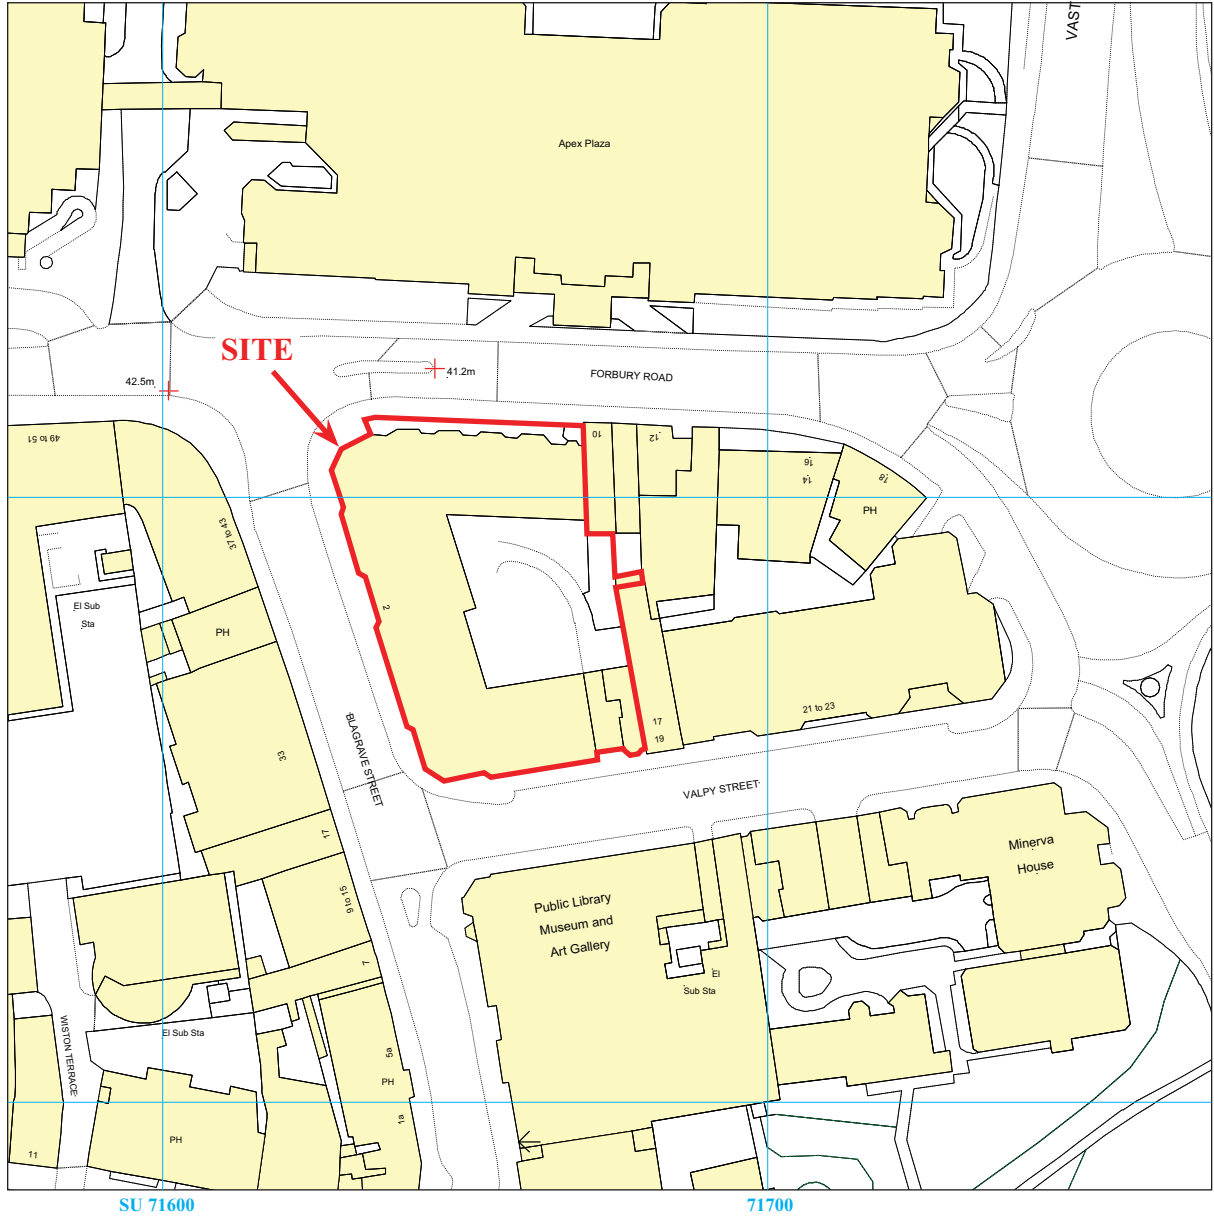 VAST
Apex Plaza
SITE
42.5m
41.2m
FORBURY ROAD
49 to 51
10
12
16
14
18
PH
37 to 43
El Sub
Sta
PH
2
33
BLAGRAVE STREET
17
19
21 to 23
VALPY STREET
17
9 to 15
7
Minerva
House
Public Library
Museum and
Art Gallery
El
Sub Sta
El Sub Sta
WISTON TERRACE
5a
PH
1a
PH
11
SU 71600
71700